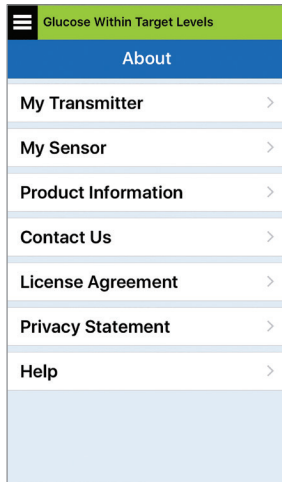 Glucose Within Target Levels
About
My Transmitter
My Sensor
Product Information
Contact Us
License Agreement
Privacy Statement
Help